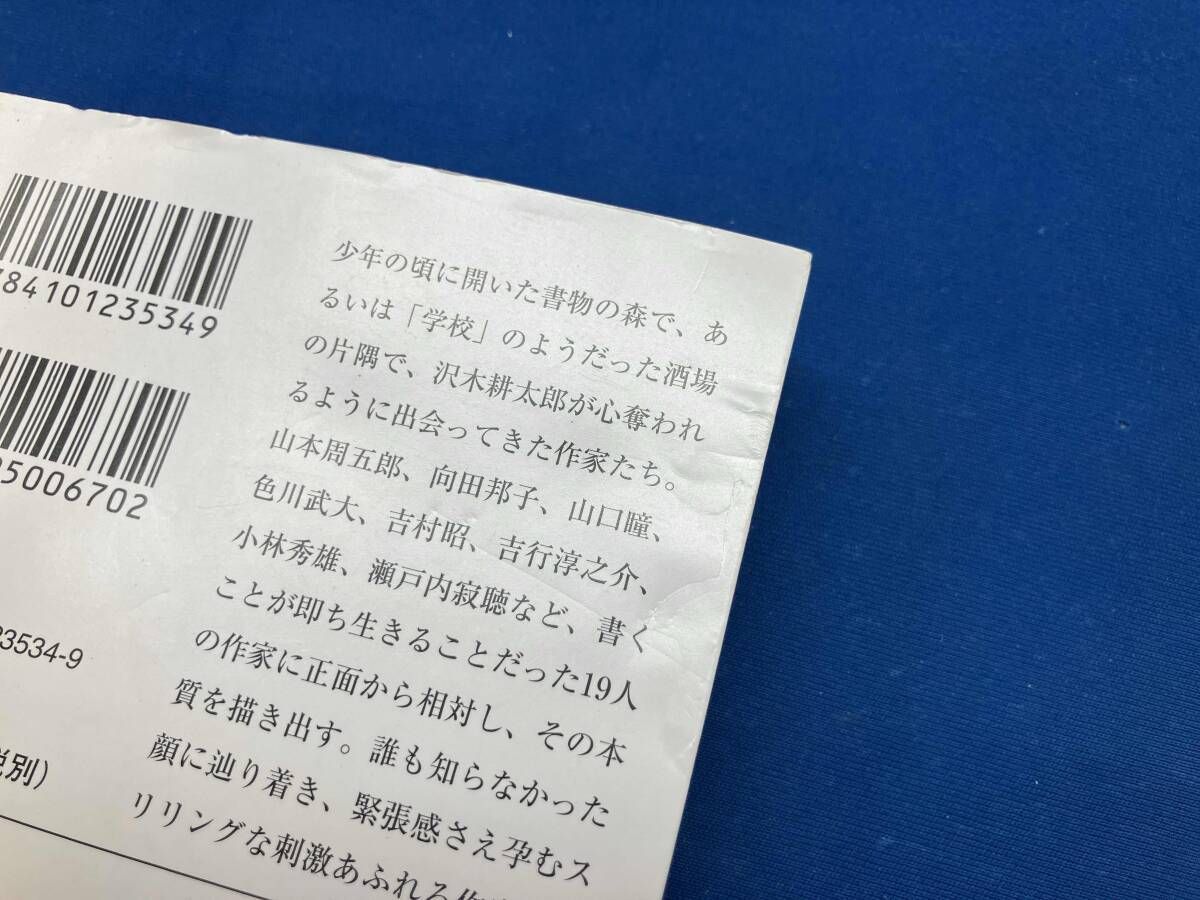 84101235349
5006702
3534-9
別)
少年の頃に開いた書物の森で、あ
るいは「学校」のようだった酒場
の片隅で、沢木耕太郎が心奪われ
るように出会ってきた作家たち。
山本周五郎、向田邦子、山口瞳、
色川武大、吉村昭、吉行淳之介、
小林秀雄、瀬戸内寂聴など、書く
ことが即ち生きることだった19人
の作家に正面から相対し、その本
質を描き出す。誰も知らなかった
顔に辿り着き、緊張感さえ孕むス
リリングな刺激あふれる